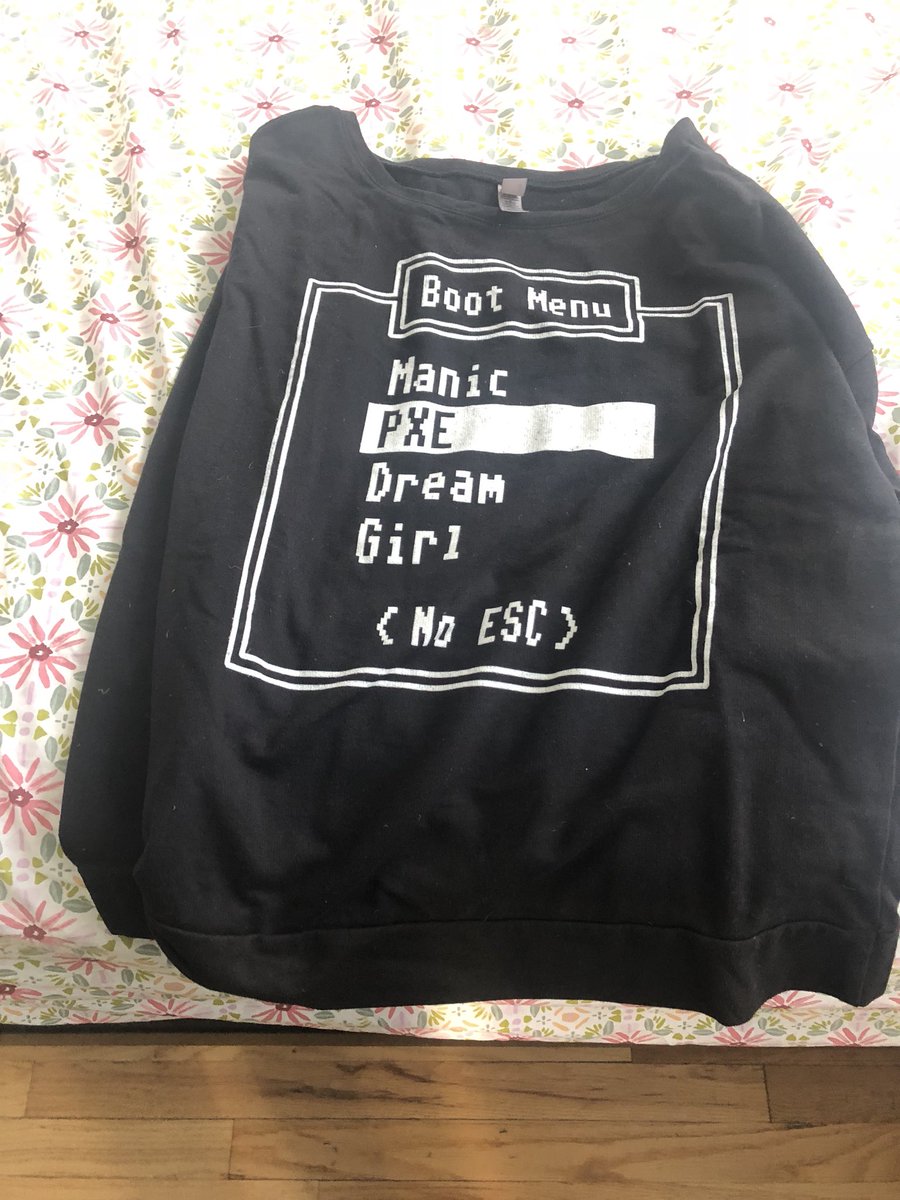 Boot Menu
Manic
PXE
Dream
Girl
(No ESC)